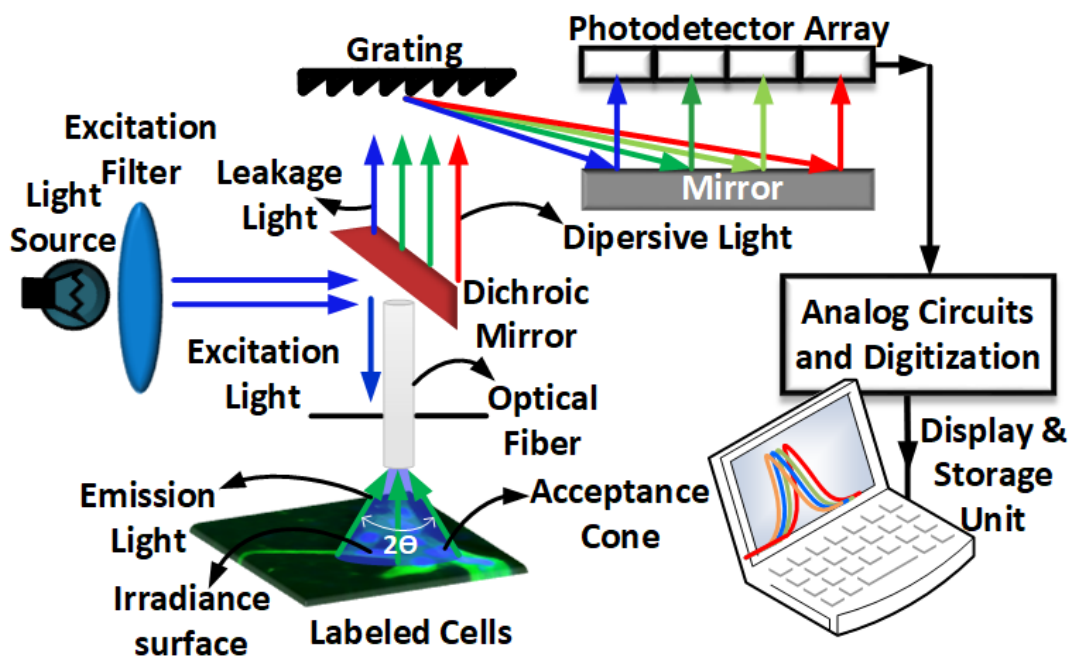 Grating
Photodetector Array
Excitation
Filter
Light
Source
Leakage
Light
Mirror
Dipersive Light
Dichroic
Mirror
Analog Circuits
and Digitization
Excitation
Light
Optical
Fiber
Display &
Storage
Unit
Emission
Light
Acceptance
Cone
2Θ
Irradiance
surface
Labeled Cells